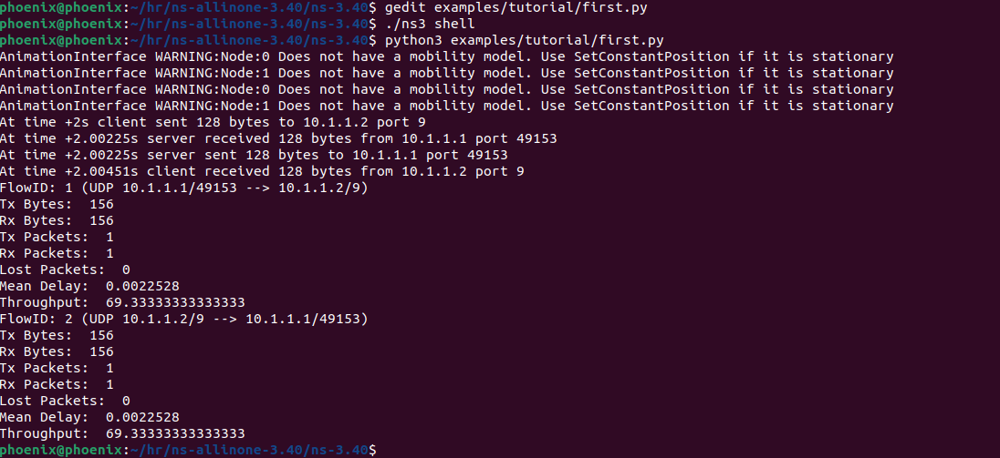 phoenix@phoenix:~/hr/ns-allinone-3.40/ns-3.40$ gedit examples/tutorial/first.py
phoenix@phoenix:~/hr/ns-allinone-3.40/ns-3.40$ ./ns3 shell
phoenix@phoenix:~/hr/ns-allinone-3.40/ns-3.40$ python3 examples/tutorial/first.py
AnimationInterface WARNING:Node:0 Does not have a mobility model. Use SetConstantPosition if it is stationary
AnimationInterface WARNING:Node:1 Does not have a mobility model. Use SetConstantPosition if it is stationary
AnimationInterface WARNING:Node:0 Does not have a mobility model. Use SetConstantPosition if it is stationary
AnimationInterface WARNING:Node:1 Does not have a mobility model. Use SetConstantPosition if it is stationary
At time +2s client sent 128 bytes to 10.1.1.2 port 9
At time +2.00225s server received 128 bytes from 10.1.1.1 port 49153
At time +2.00225s server sent 128 bytes to 10.1.1.1 port 49153
At time +2.00451s client received 128 bytes from 10.1.1.2 port 9
FlowID: 1 (UDP 10.1.1.1/49153 --> 10.1.1.2/9)
Tx Bytes:  156
Rx Bytes:  156
Tx Packets:  1
Rx Packets:  1
Lost Packets:  0
Mean Delay:  0.0022528
Throughput:  69.33333333333333
FlowID: 2 (UDP 10.1.1.2/9 --> 10.1.1.1/49153)
Tx Bytes:  156
Rx Bytes:  156
Tx Packets:  1
Rx Packets:  1
Lost Packets:  0
Mean Delay:  0.0022528
Throughput:  69.33333333333333
phoenix@phoenix:~/hr/ns-allinone-3.40/ns-3.40$